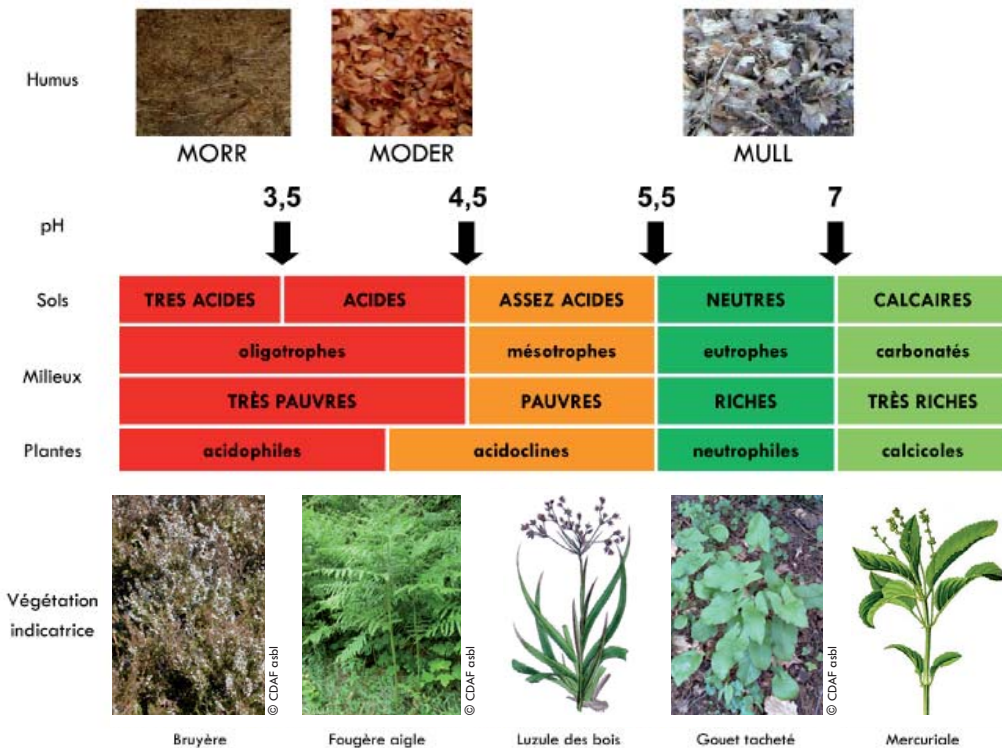 Humus
MORR MODER MULL
3,5 4,5 5,5 7
pH
Sols TRES ACIDES ACIDES ASSEZ ACIDES NEUTRES CALCAIRES
oligotrophes mésotrophes eutrophes carbonatés
Milieux
TRÈS PAUVRES PAUVRES RICHES TRÈS RICHES
Plantes acidophiles acidoclines neutrophiles calcicoles
Végétation
indicatrice
© CDAF asbl
© CDAF asbl
© CDAF asbl
Bruyère Fougère aigle Luzule des bois Gouet tacheté Mercuriale